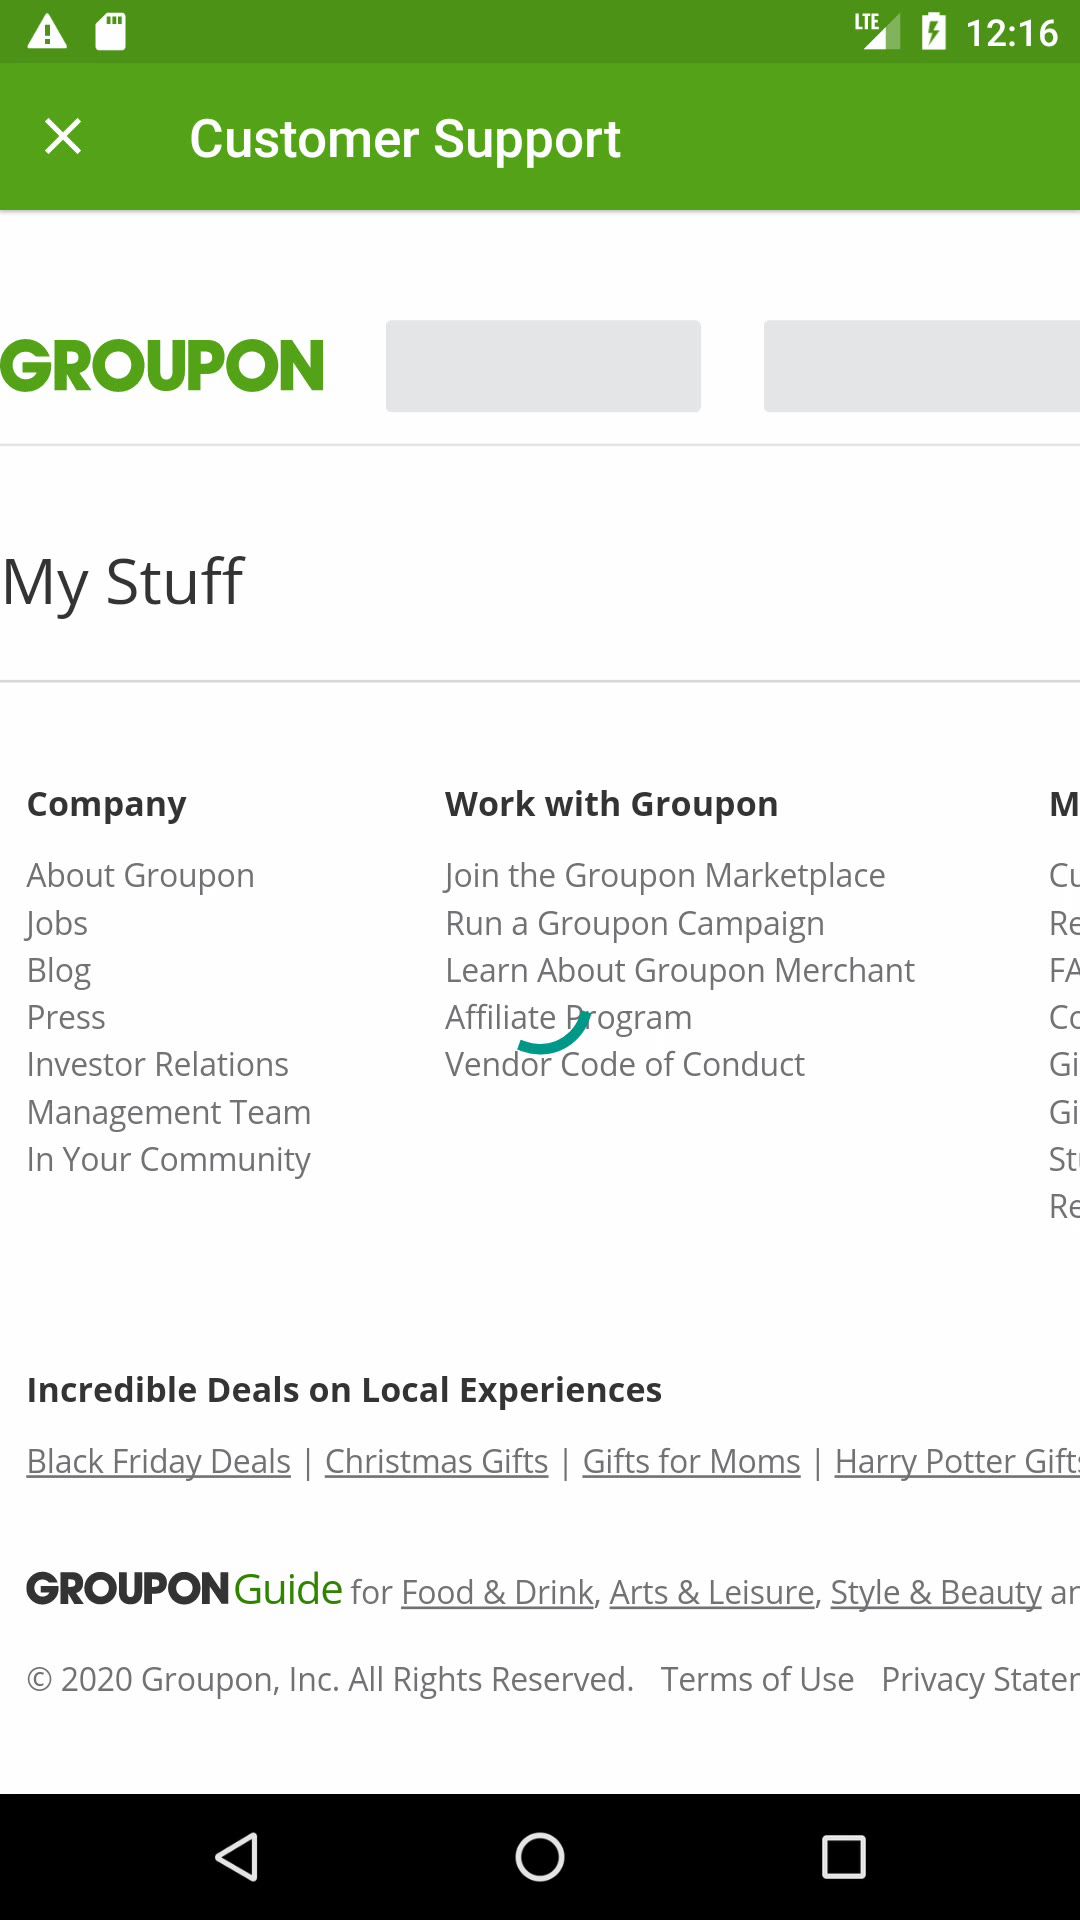 LTE 12:16
Customer Support
GROUPON
My Stuff
Company
About Groupon
Jobs
Blog
Press
Investor Relations
Management Team
In Your Community
Work with Groupon
Join the Groupon Marketplace
Run a Groupon Campaign
Learn About Groupon Merchant
Affiliate Program
Vendor Code of Conduct
M
Cu
Re
FA
Co
Gi
Gi
St
Re
Incredible Deals on Local Experiences
Black Friday Deals | Christmas Gifts | Gifts for Moms | Harry Potter Gifts
GROUPON Guide for Food & Drink, Arts & Leisure, Style & Beauty an
© 2020 Groupon, Inc. All Rights Reserved. Terms of Use Privacy Stater